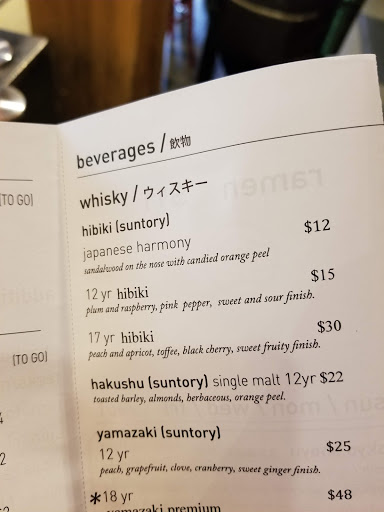 beverages / 飲物
whisky / ウィスキー
hibiki (suntory)
japanese harmony $12
sandalwood on the nose with candied orange peel
12 yr hibiki $15
plum and raspberry, pink pepper, sweet and sour finish.
17 yr hibiki $30
peach and apricot, toffee, black cherry, sweet fruity finish.
hakushu (suntory) single malt 12yr $22
toasted barley, almonds, herbaceous, orange peel.
yamazaki (suntory)
12 yr $25
peach, grapefruit, clove, cranberry, sweet ginger finish.
*18 yr $48
yamazaki premium
[TO GO]
(TO GO)